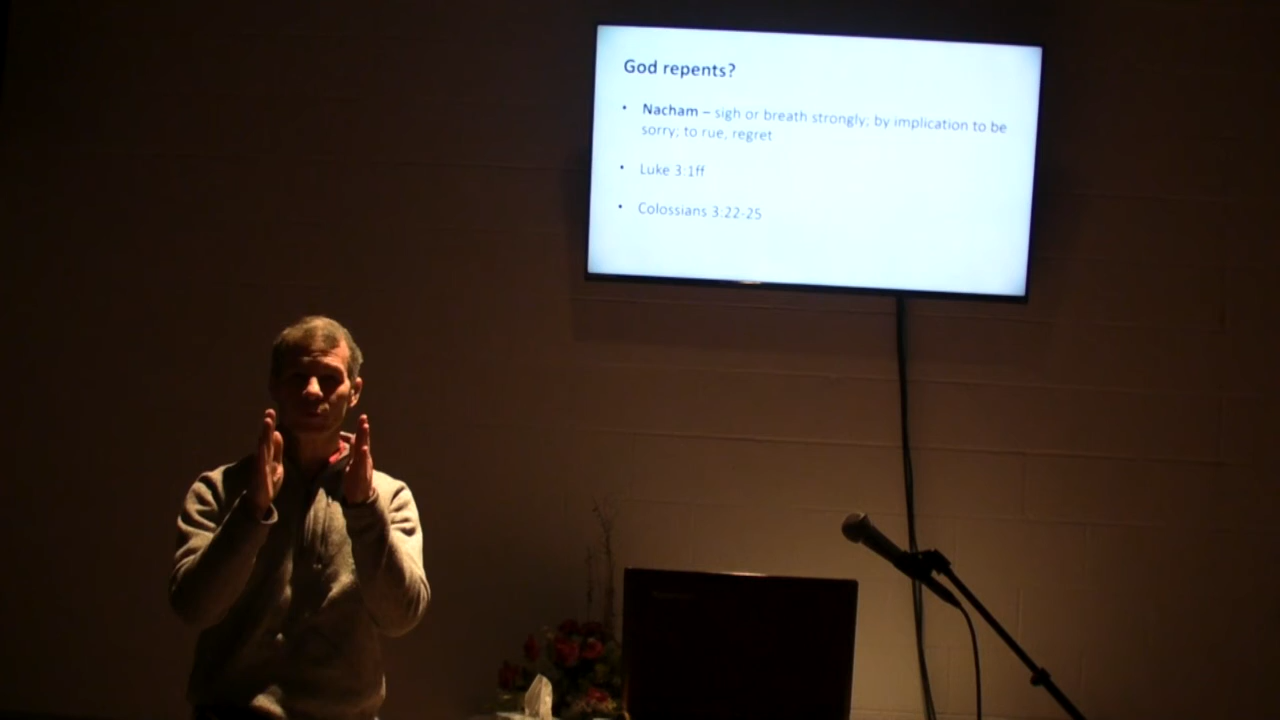 God repents?
• Nacham – sigh or breath strongly; by implication to be
sorry; to rue, regret
• Luke 3:1ff
• Colossians 3:22-25